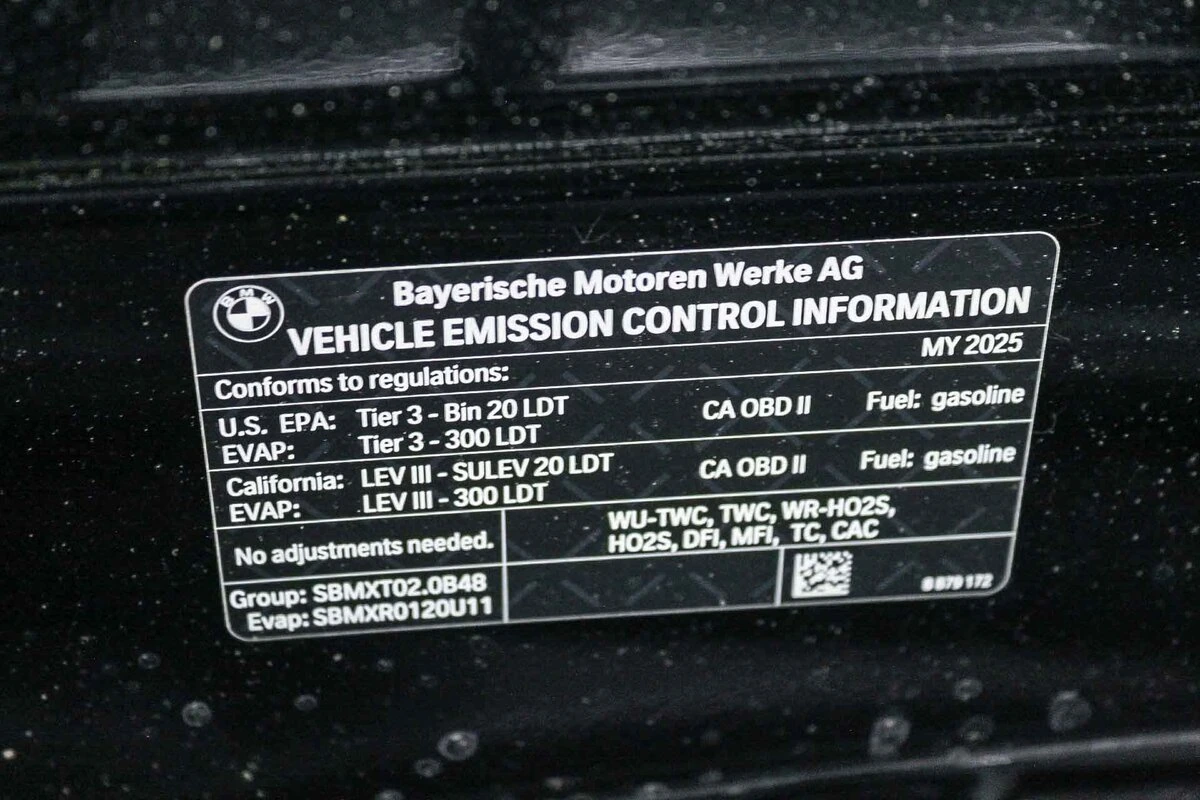 BMW
Bayerische Motoren Werke AG
VEHICLE EMISSION CONTROL INFORMATION
MY 2025
Conforms to regulations:
U.S. EPA: Tier 3 - Bin 20 LDT CA OBD II Fuel: gasoline
EVAP: Tier 3 - 300 LDT
California: LEV III - SULEV 20 LDT CA OBD II Fuel: gasoline
EVAP: LEV III - 300 LDT
No adjustments needed.
WU-TWC, TWC, WR-HO2S,
HO2S, DFI, MFI, TC, CAC
Group: SBMXT02.0B48
Evap: SBMXR0120U11